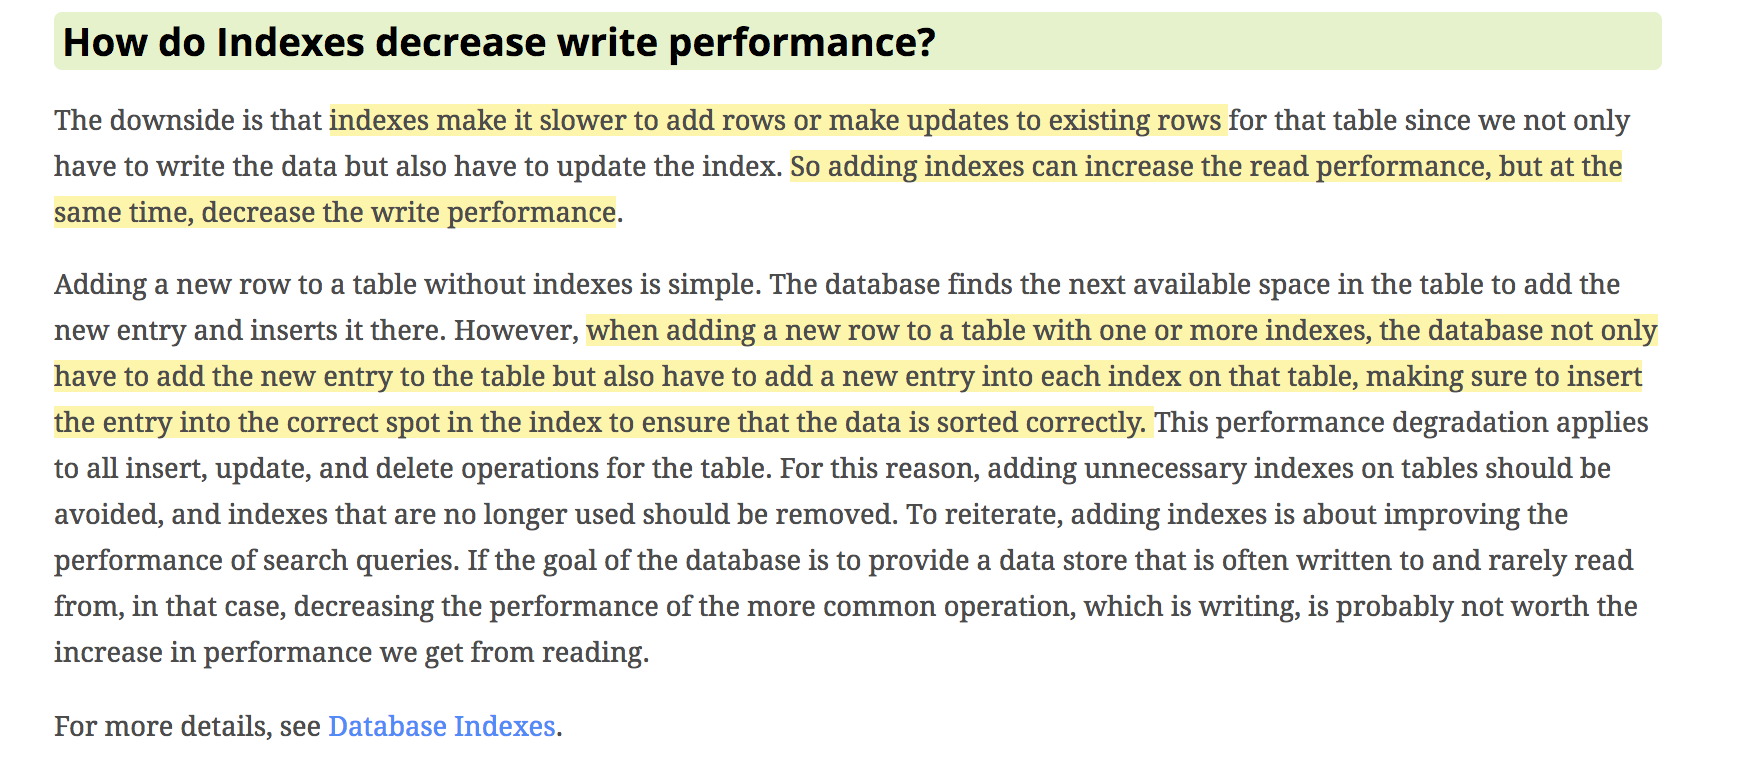 How do Indexes decrease write performance?
The downside is that indexes make it slower to add rows or make updates to existing rows for that table since we not only
have to write the data but also have to update the index. So adding indexes can increase the read performance, but at the
same time, decrease the write performance.
Adding a new row to a table without indexes is simple. The database finds the next available space in the table to add the
new entry and inserts it there. However, when adding a new row to a table with one or more indexes, the database not only
have to add the new entry to the table but also have to add a new entry into each index on that table, making sure to insert
the entry into the correct spot in the index to ensure that the data is sorted correctly. This performance degradation applies
to all insert, update, and delete operations for the table. For this reason, adding unnecessary indexes on tables should be
avoided, and indexes that are no longer used should be removed. To reiterate, adding indexes is about improving the
performance of search queries. If the goal of the database is to provide a data store that is often written to and rarely read
from, in that case, decreasing the performance of the more common operation, which is writing, is probably not worth the
increase in performance we get from reading.
For more details, see Database Indexes.